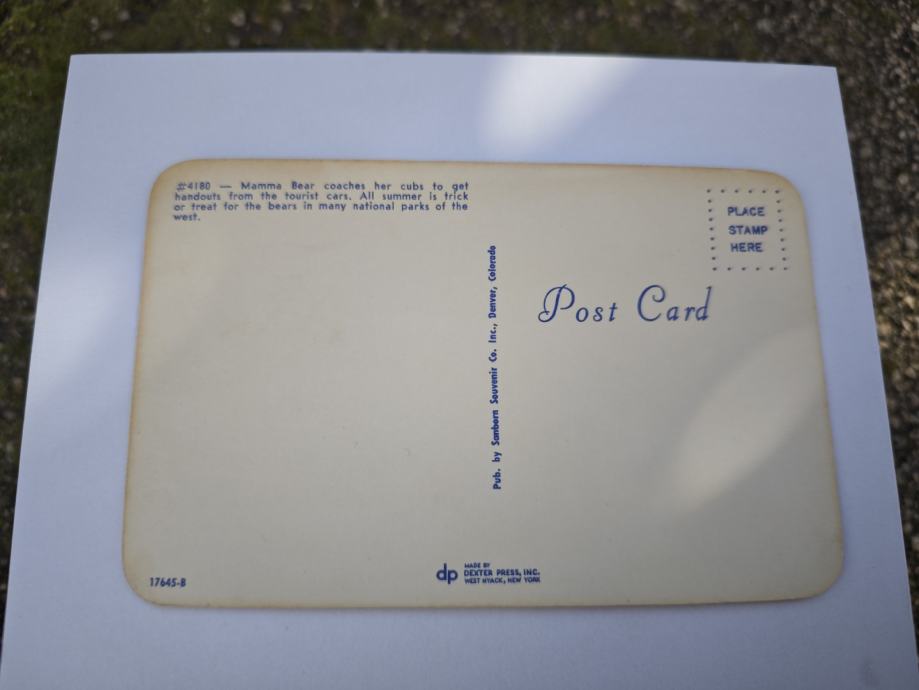 #4180 — Mamma Bear coaches her cubs to get
handouts from the tourist cars. All summer is trick
or treat for the bears in many national parks of the
west.
PLACE
STAMP
HERE
Post Card
Pub. by Sanborn Souvenir Co. Inc., Denver, Colorado
17645-B
dp
MADE BY
DEXTER PRESS, INC.
WEST NYACK, NEW YORK